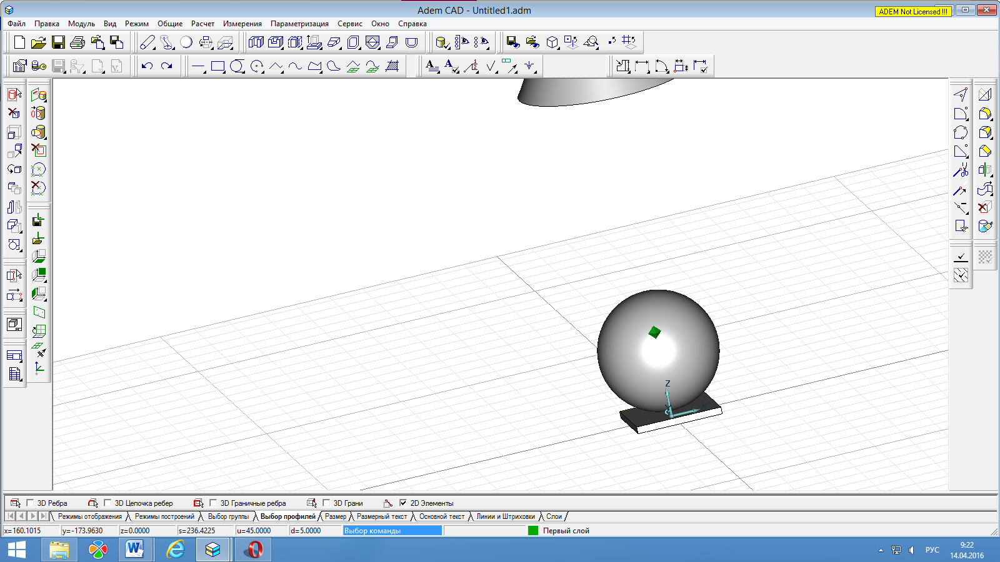 Adem CAD - Untitled1.adm
ADEM Not Licensed !!!
Файл Правка Модуль Вид Режим Общие Расчет Измерения Параметризация Сервис Окно Справка
Z
3D Ребра 3D Цепочка ребер 3D Граничные ребра 3D Грани 2D Элементы
Режимы отображения Режимы построений Выбор группы Выбор профилей Размер Размерный текст Основной текст Линии и Штриховки Слои
x=160.1015 y=-173.9630 z=0.0000 s=236.4225 u=45.0000 d=5.0000 Выбор команды Первый слой
РУС
9:22
14.04.2016